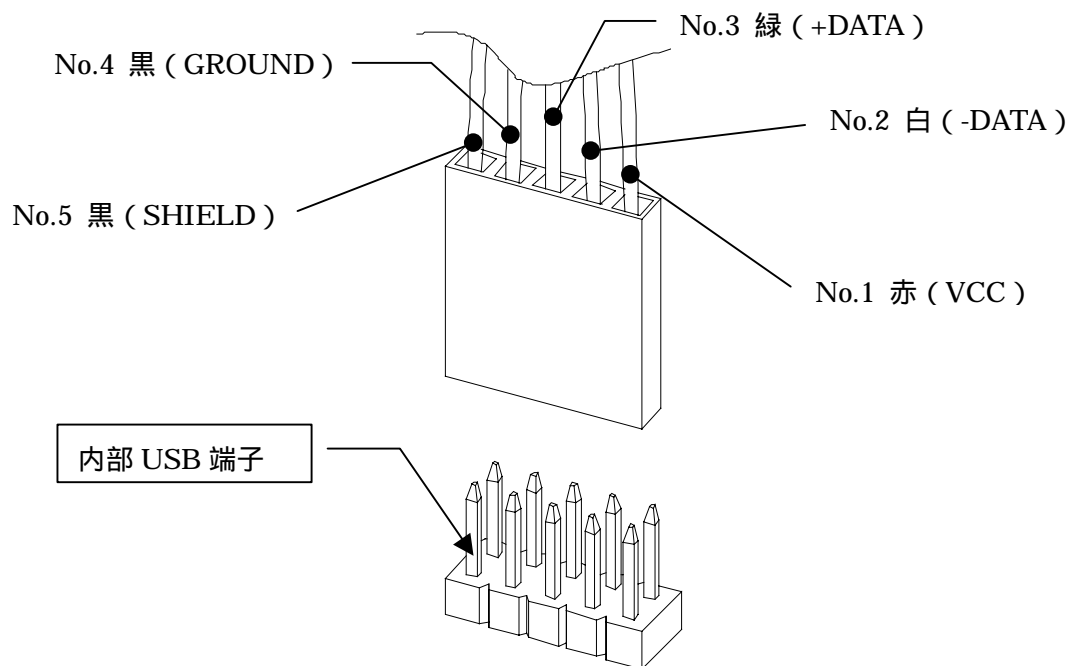 No.3 緑 ( +DATA )
No.4 黒 ( GROUND )
No.2 白 ( -DATA )
No.5 黒 ( SHIELD )
No.1 赤 ( VCC )
内部 USB 端子